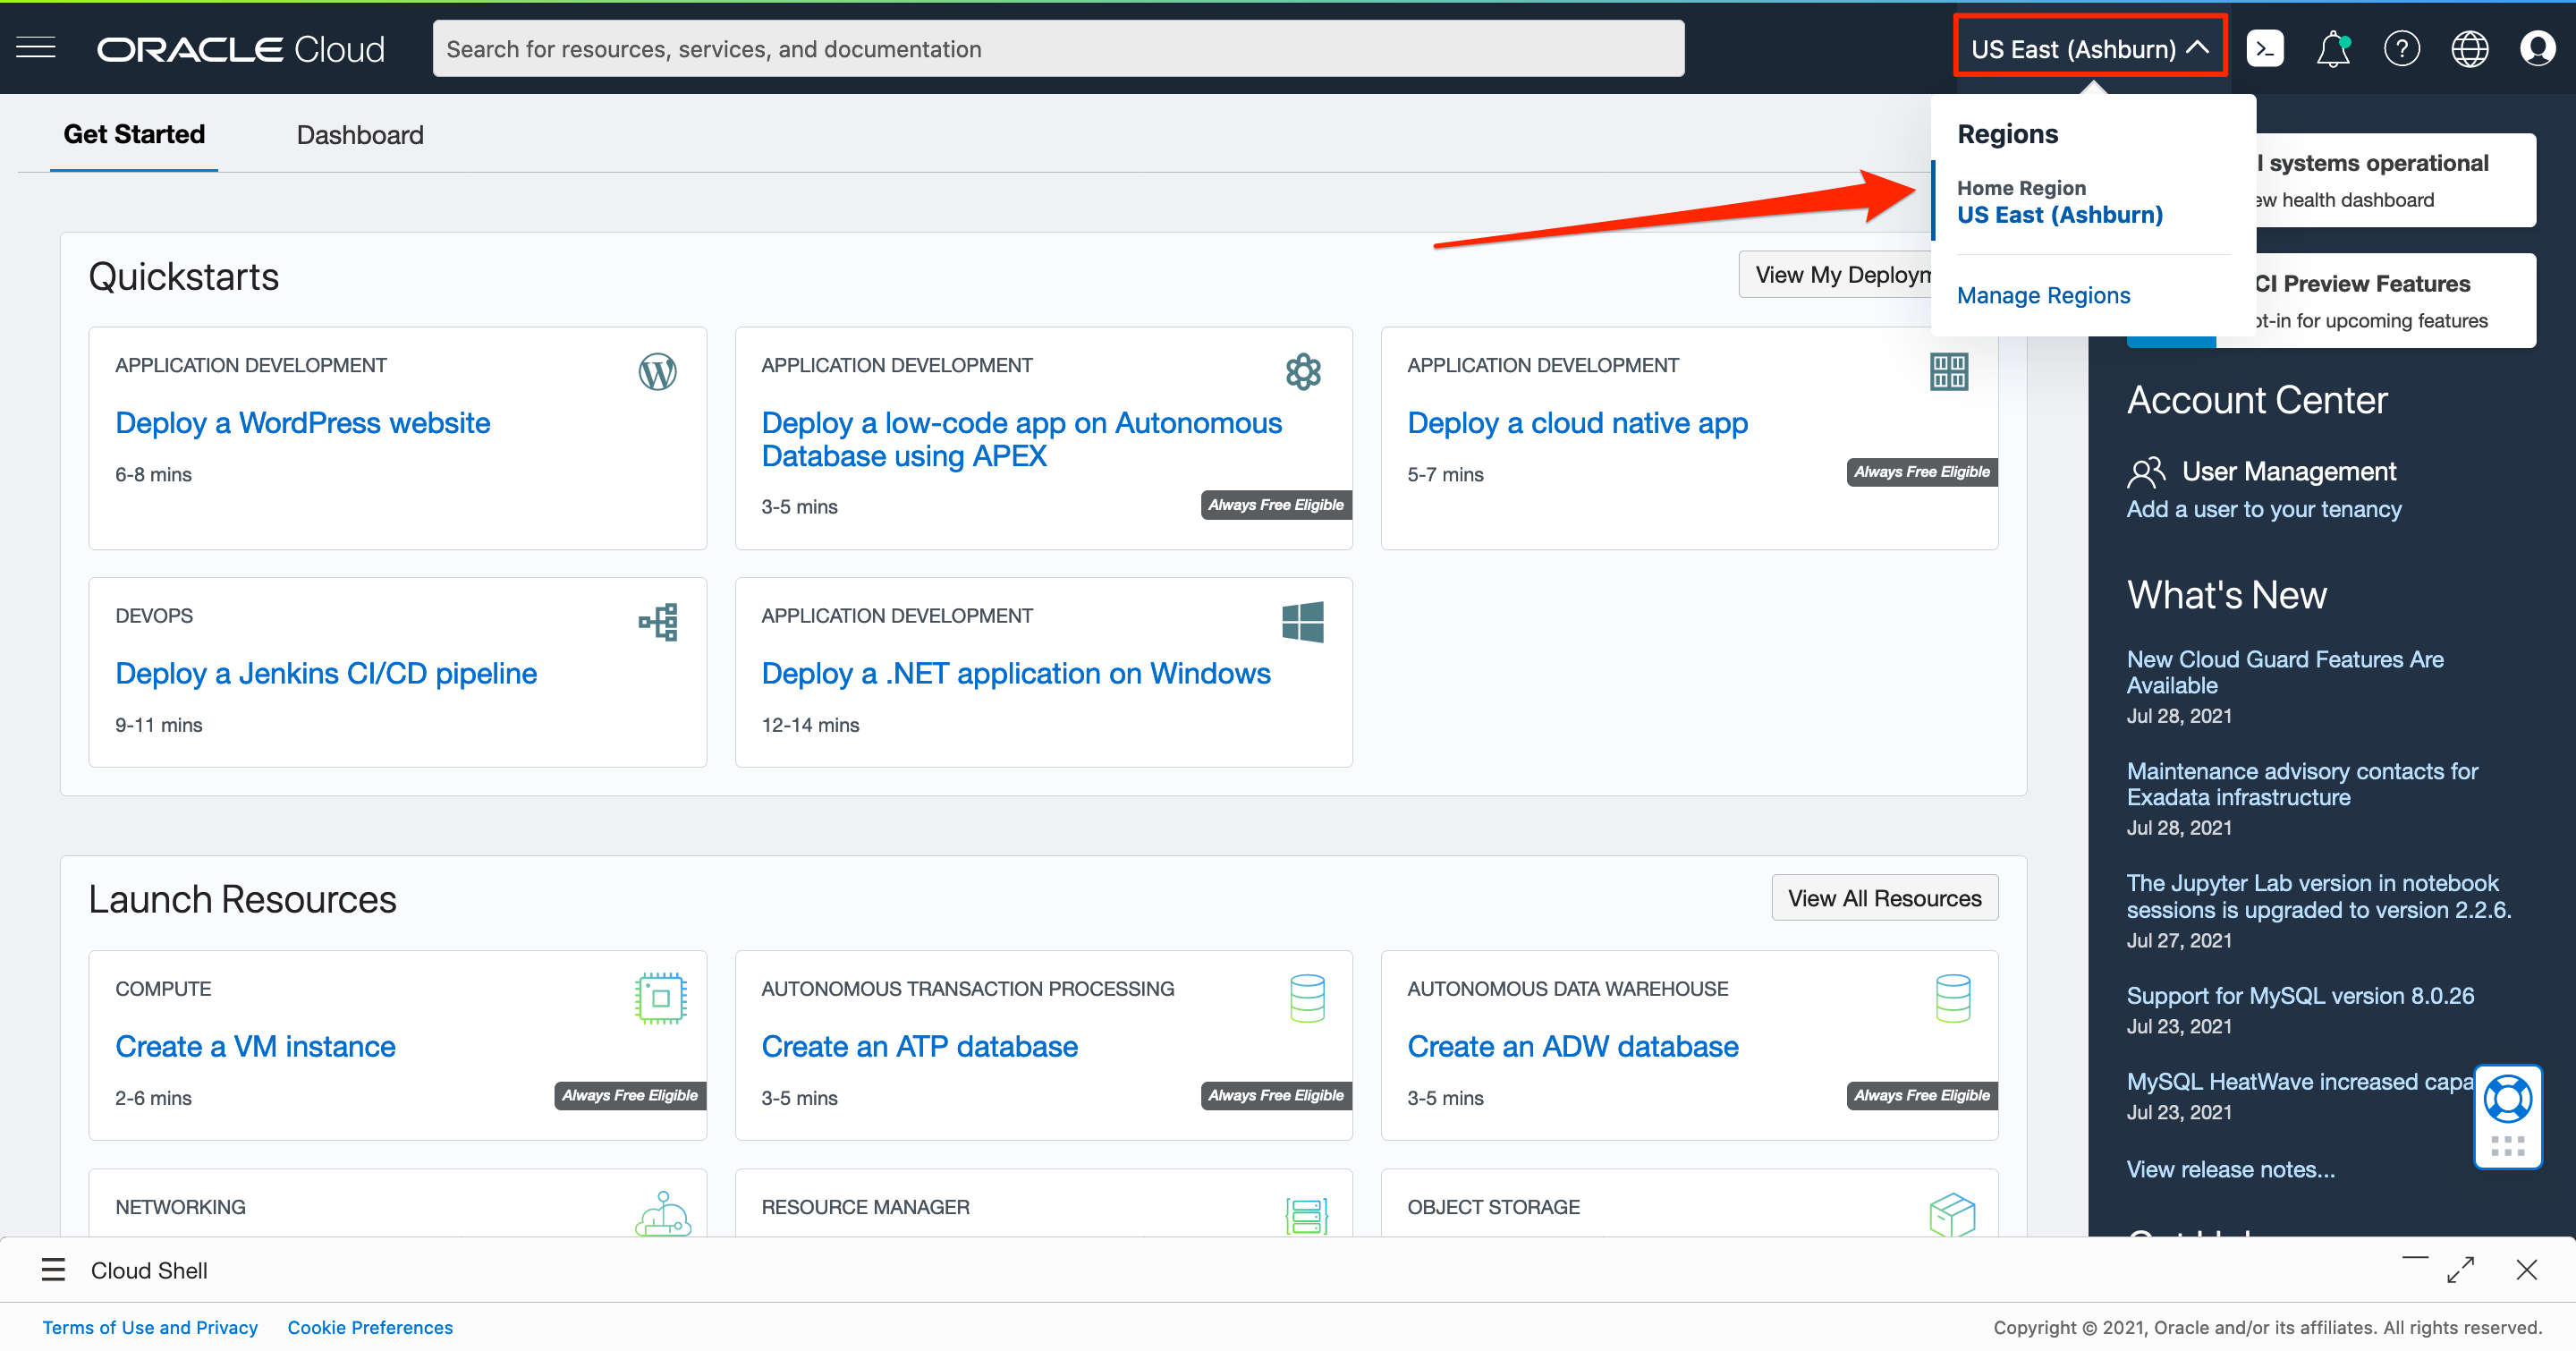 ORACLE Cloud
Search for resources, services, and documentation
US East (Ashburn)
Get Started
Dashboard
Regions
Home Region
US East (Ashburn)
Manage Regions
systems operational
health dashboard
Preview Features
for upcoming features
Quickstarts
View My
APPLICATION DEVELOPMENT
Deploy a WordPress website
6-8 mins
APPLICATION DEVELOPMENT
Deploy a low-code app on Autonomous
Database using APEX
3-5 mins
Always Free Eligible
APPLICATION DEVELOPMENT
Deploy a cloud native app
5-7 mins
Always Free Eligible
DEVOPS
Deploy a Jenkins CI/CD pipeline
9-11 mins
APPLICATION DEVELOPMENT
Deploy a .NET application on Windows
12-14 mins
Launch Resources
View All Resources
COMPUTE
Create a VM instance
2-6 mins
Always Free Eligible
AUTONOMOUS TRANSACTION PROCESSING
Create an ATP database
3-5 mins
Always Free Eligible
AUTONOMOUS DATA WAREHOUSE
Create an ADW database
3-5 mins
Always Free Eligible
NETWORKING
RESOURCE MANAGER
OBJECT STORAGE
Account Center
User Management
Add a user to your tenancy
What's New
New Cloud Guard Features Are
Available
Jul 28, 2021
Maintenance advisory contacts for
Exadata infrastructure
Jul 28, 2021
The Jupyter Lab version in notebook
sessions is upgraded to version 2.2.6.
Jul 27, 2021
Support for MySQL version 8.0.26
Jul 23, 2021
MySQL HeatWave increased
Jul 23, 2021
View release notes...
Cloud Shell
Terms of Use and Privacy
Cookie Preferences
Copyright © 2021, Oracle and/or its affiliates. All rights reserved.